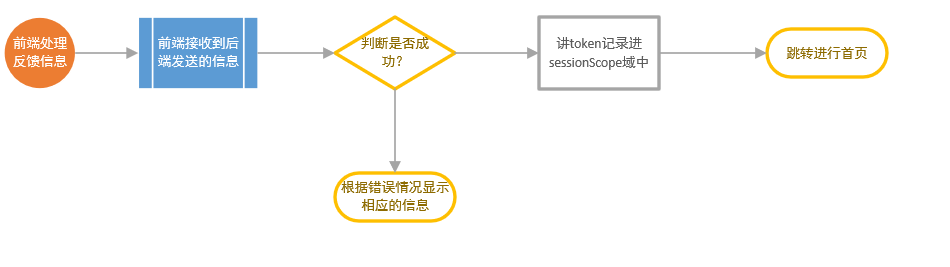 前端处理
反馈信息
前端接收到后
端发送的信息
判断是否成
功？
讲token记录进
sessionScope域中
跳转进行首页
根据错误情况显示
相应的信息